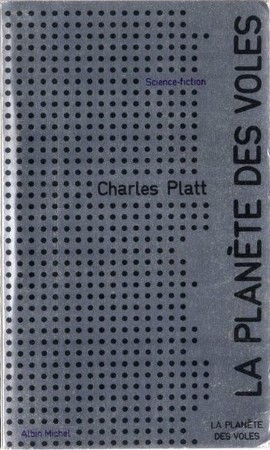 Science-fiction
Charles Platt
LA PLANÈTE DES VOLES
Albin Michel
LA PLANÈTE
DES VOLES